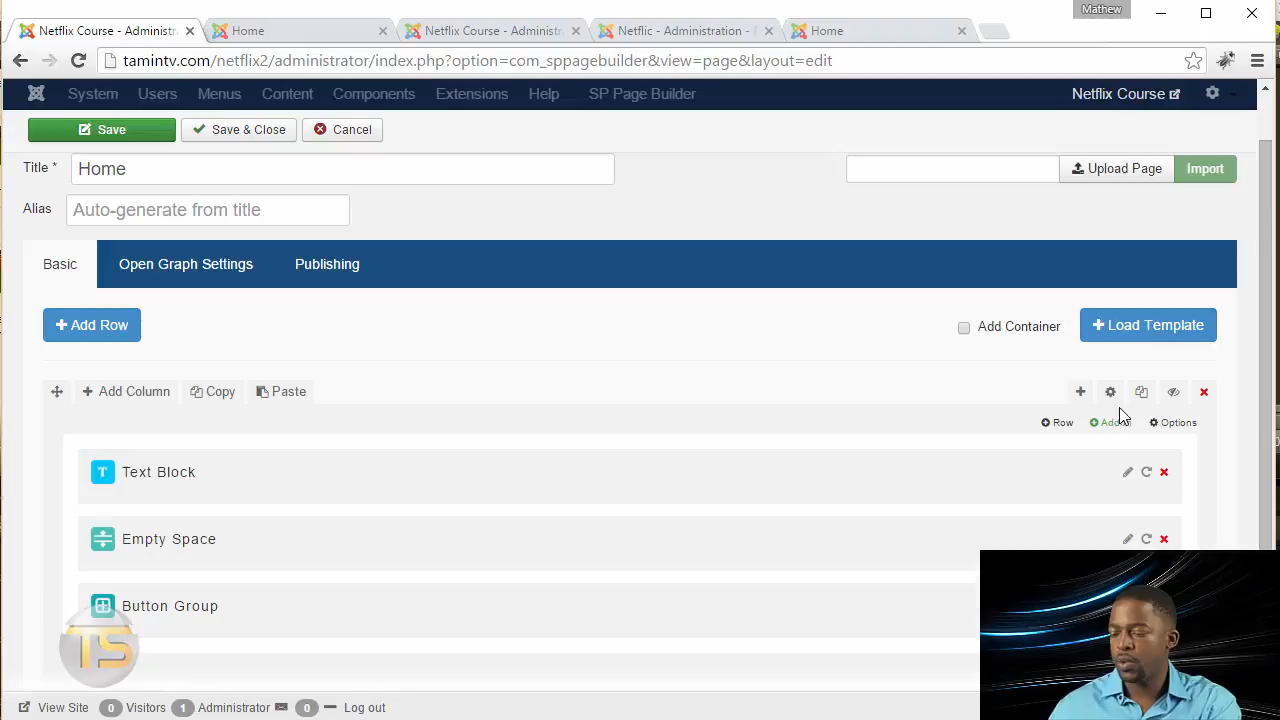 Mathew
Netflix Course - Administr
Home
Netflix Course - Administr
Netflic - Administration -
Home
tamintv.com/netflix2/administrator/index.php?option=com_sppagebuilder&view=page&layout=edit
System
Users
Menus
Content
Components
Extensions
Help
SP Page Builder
Netflix Course
Save
Save & Close
Cancel
Title *
Home
Upload Page
Import
Alias
Auto-generate from title
Basic
Open Graph Settings
Publishing
Add Row
Add Container
Load Template
Add Column
Copy
Paste
Row
Options
T Text Block
Empty Space
Button Group
TS
View Site
0 Visitors
1 Administrator
0
Log out